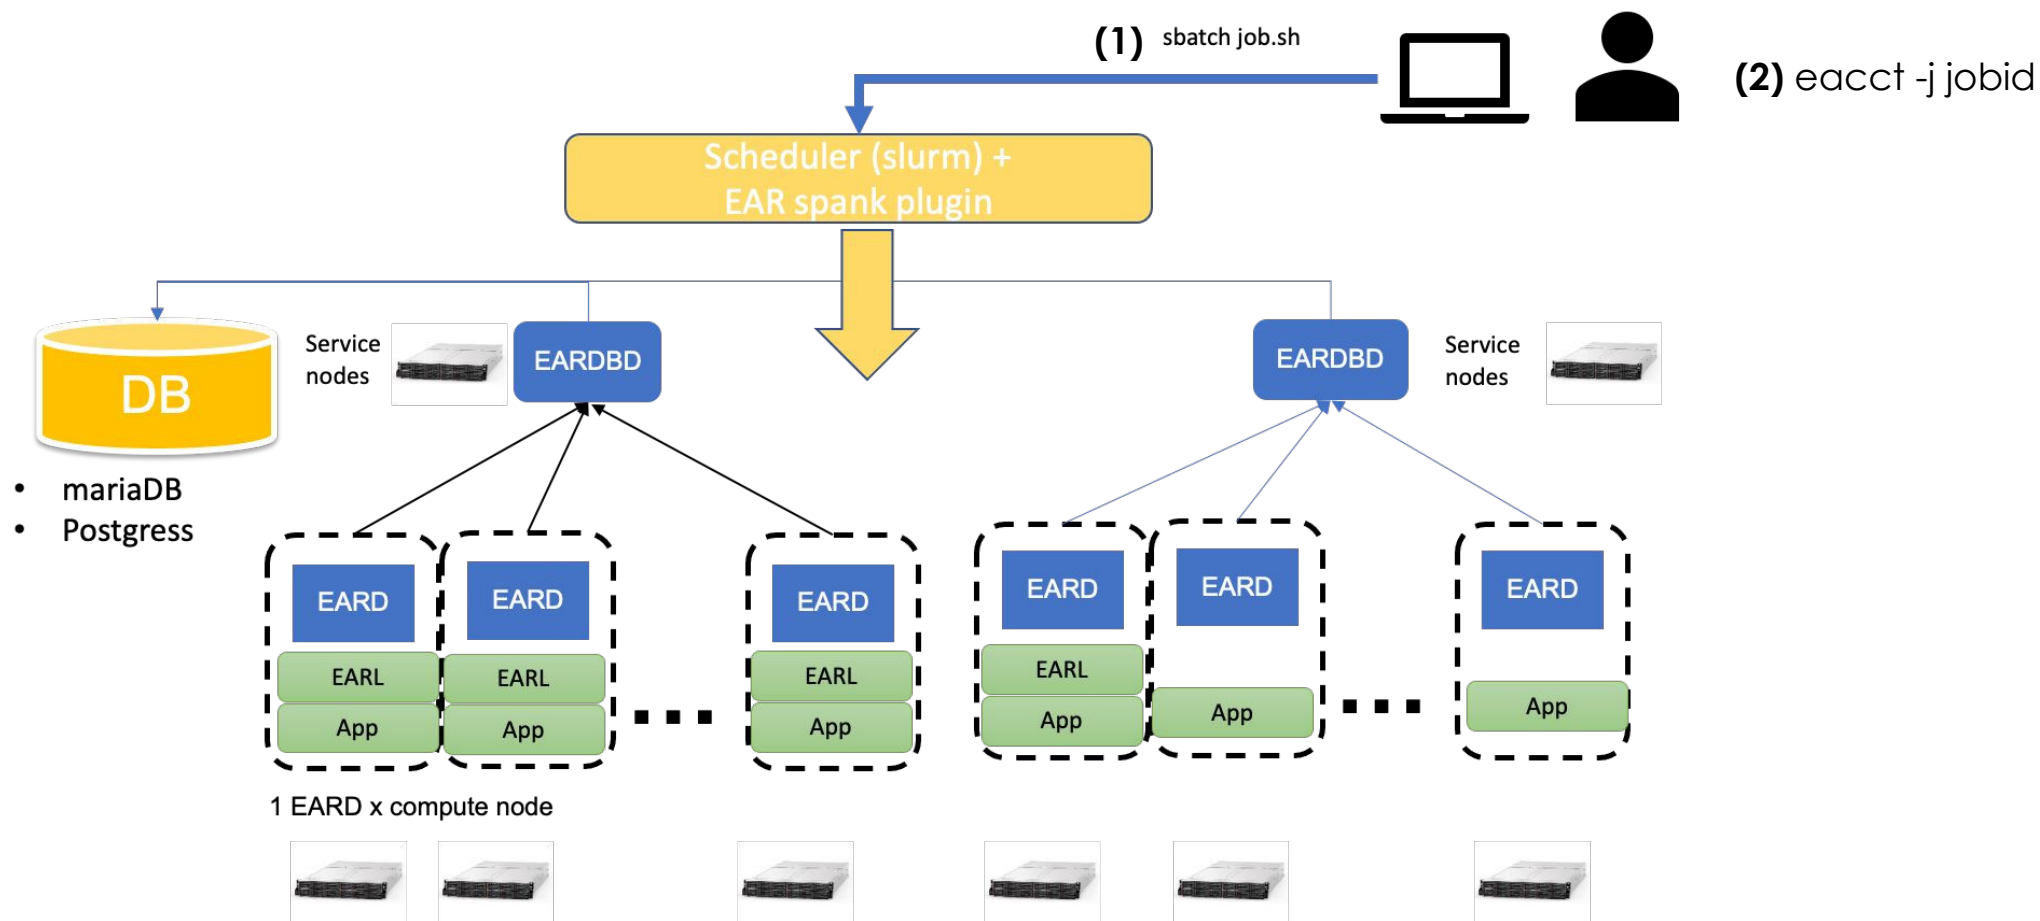 (1) sbatch job.sh
(2) eacct -j jobid
Scheduler (slurm) +
EAR spank plugin
DB
Service
nodes
EARDBD
EARDBD
Service
nodes
• mariaDB
• Postgress
EARD
EARD
EARD
EARD
EARD
EARD
EARL
EARL
EARL
EARL
App
App
App
App
App
App
1 EARD x compute node